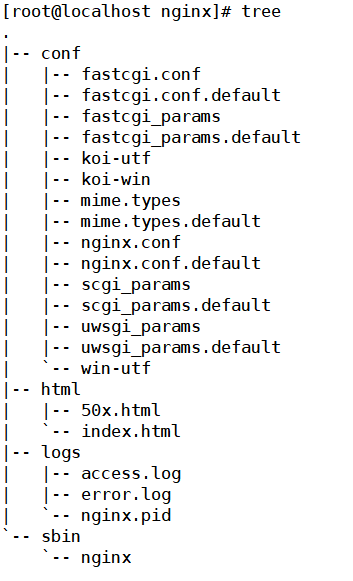 [root@localhost nginx]# tree
.
|-- conf
|   |-- fastcgi.conf
|   |-- fastcgi.conf.default
|   |-- fastcgi_params
|   |-- fastcgi_params.default
|   |-- koi-utf
|   |-- koi-win
|   |-- mime.types
|   |-- mime.types.default
|   |-- nginx.conf
|   |-- nginx.conf.default
|   |-- scgi_params
|   |-- scgi_params.default
|   |-- uwsgi_params
|   |-- uwsgi_params.default
|   `-- win-utf
|-- html
|   |-- 50x.html
|   `-- index.html
|-- logs
|   |-- access.log
|   |-- error.log
|   `-- nginx.pid
`-- sbin
    `-- nginx